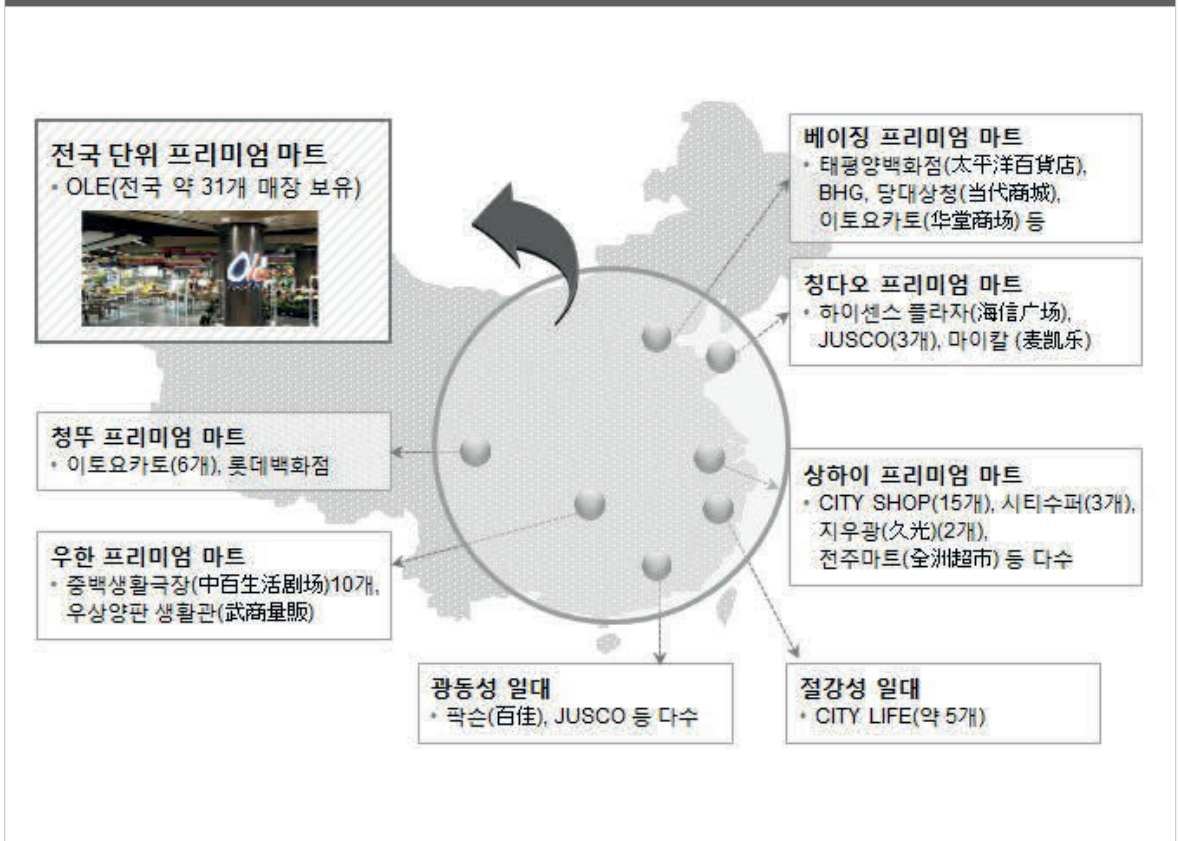 전국 단위 프리미엄 마트
• OLE(전국 약 31개 매장 보유)
Olé
베이징 프리미엄 마트
• 태평양백화점(太平洋百貨店),
BHG, 당대상청(当代商城),
이토요카토(华堂商场) 등
칭다오 프리미엄 마트
• 하이센스 플라자(海信广场),
JUSCO(3개), 마이칼 (麦凯乐)
청뚜 프리미엄 마트
• 이토요카토(6개), 롯데백화점
상하이 프리미엄 마트
• CITY SHOP(15개), 시티수퍼(3개),
지우광(久光)(2개),
전주마트(全洲超市) 등 다수
우한 프리미엄 마트
• 중백생활극장(中百生活剧场)10개,
우상양판 생활관(武商量販)
광동성 일대
• 팍슨(百佳), JUSCO 등 다수
절강성 일대
• CITY LIFE(약 5개)